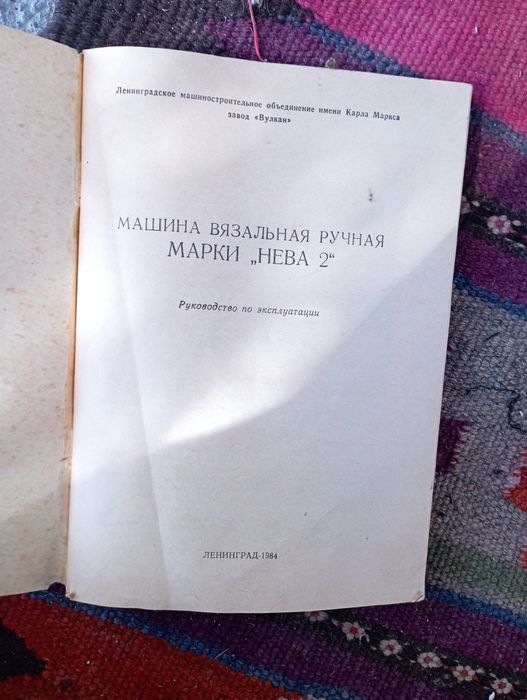 Ленинградское машиностроительное объединение имени Карла Маркса
завод «Вулкан»
МАШИНА ВЯЗАЛЬНАЯ РУЧНАЯ
МАРКИ „НЕВА 2“
Руководство по эксплуатации
ЛЕНИНГРАД-1984